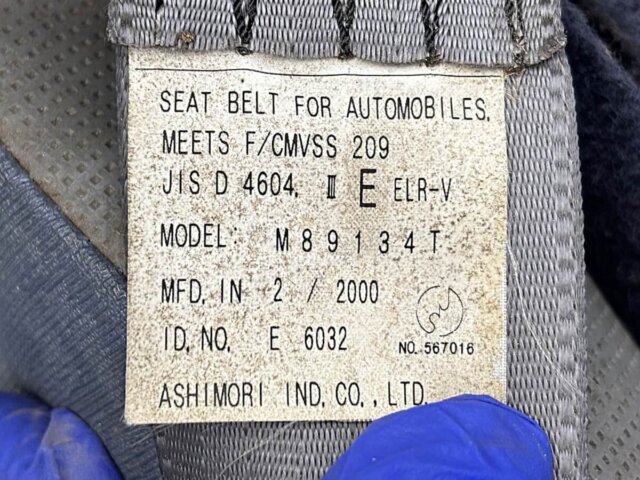 SEAT BELT FOR AUTOMOBILES.
MEETS F/CMVSS 209
JIS D 4604. Ⅲ E ELR-V
MODEL: M89134T
MFD. IN 2 / 2000
ID. NO. E 6032
NO. 567016
ASHIMORI IND. CO., LTD.